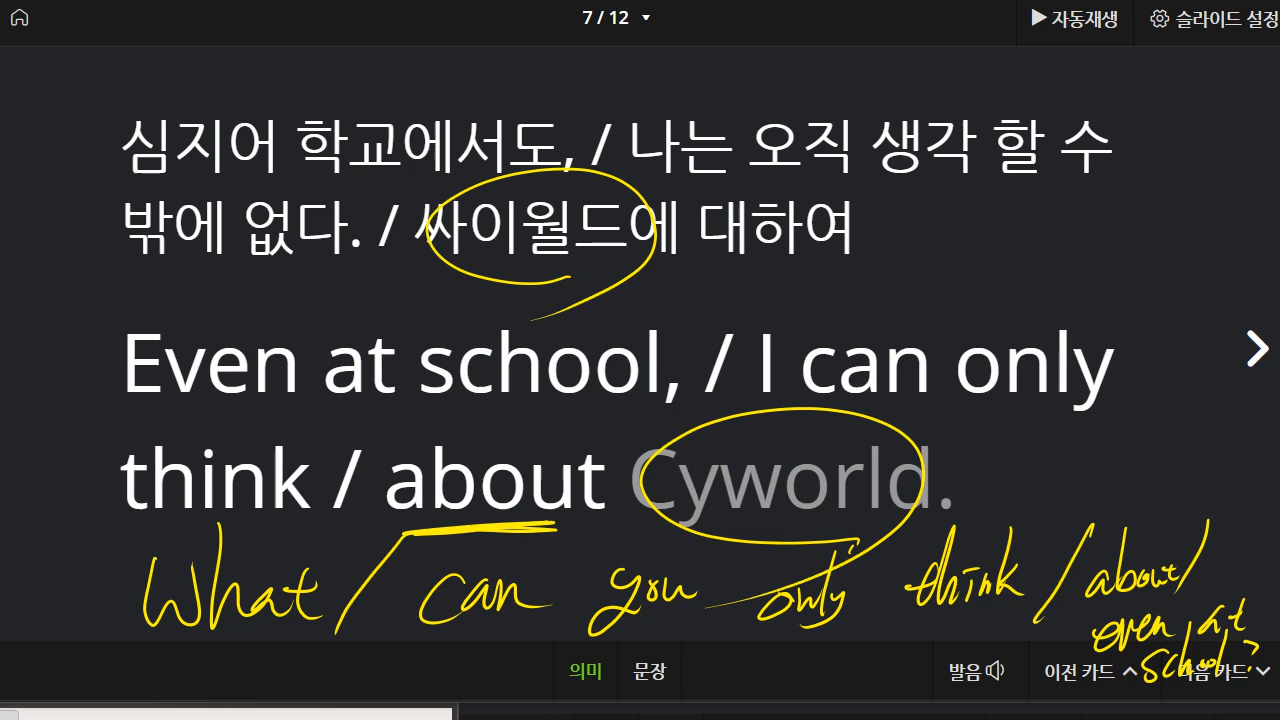 7 / 12
자동재생
슬라이드 설정
심지어 학교에서도, / 나는 오직 생각 할 수
밖에 없다. / 싸이월드에 대하여
Even at school, / I can only
think / about Cyworld.
What / can you only think / about /
even at
school?
의미
문장
발음
이전 카드
다음 카드